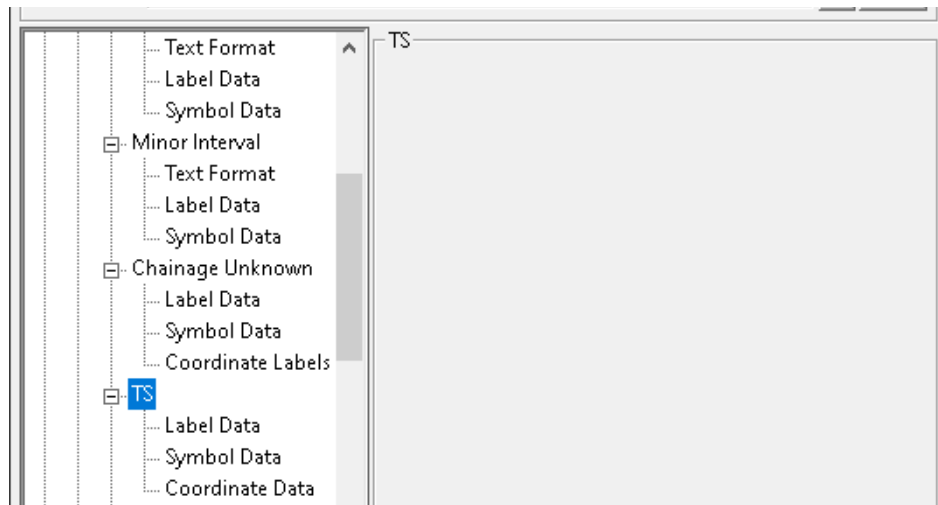 Text Format
Label Data
Symbol Data
Minor Interval
Text Format
Label Data
Symbol Data
Chainage Unknown
Label Data
Symbol Data
Coordinate Labels
TS
Label Data
Symbol Data
Coordinate Data
TS